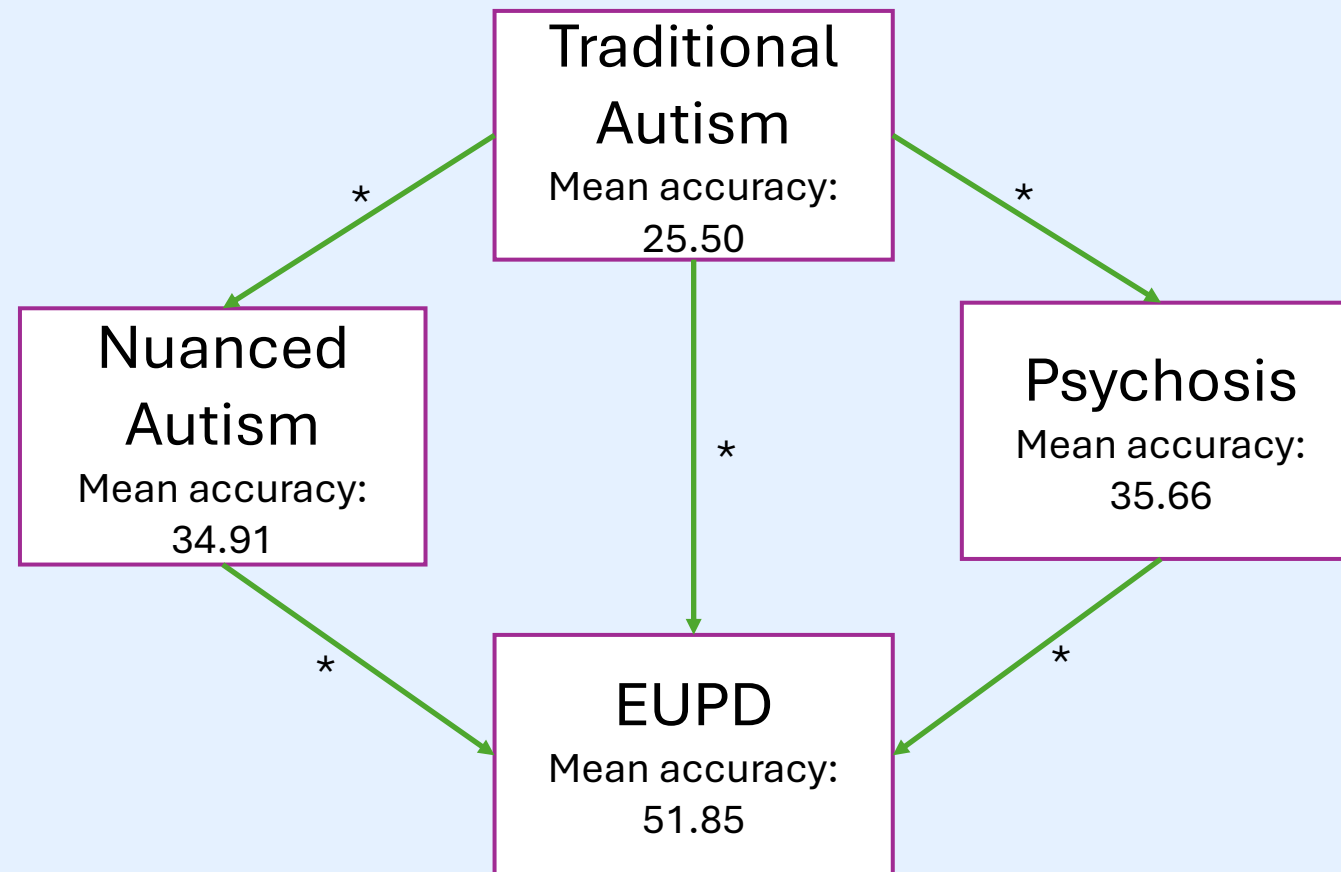 Traditional
Autism
Mean accuracy:
25.50
*
*
Nuanced
Autism
Mean accuracy:
34.91
*
Psychosis
Mean accuracy:
35.66
*
*
EUPD
Mean accuracy:
51.85